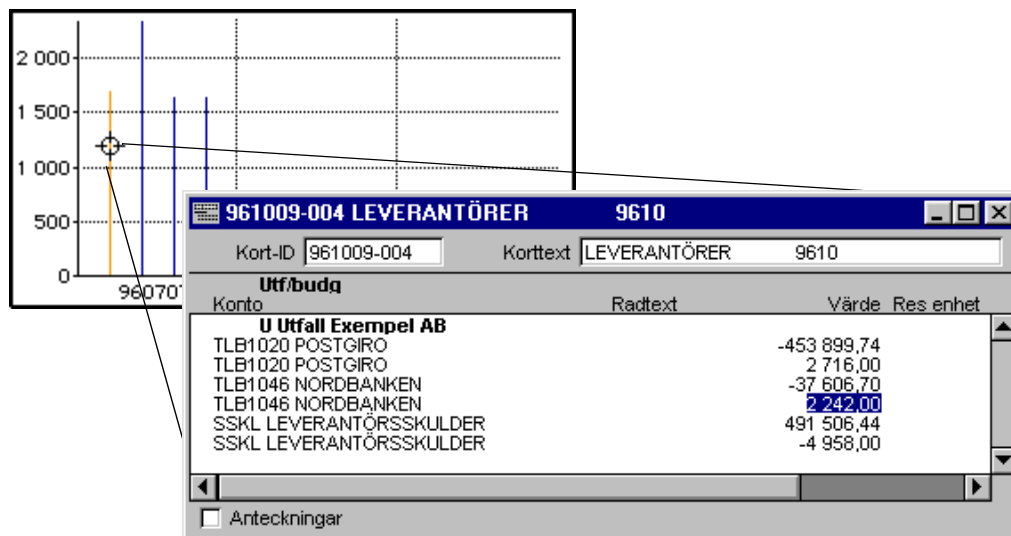 2 000
1 500
1 000
500
0
96070
961009-004 LEVERANTÖRER 9610
Kort-ID 961009-004 Korttext LEVERANTÖRER 9610
Utf/budg
Konto Radtext Värde Res enhet
U Utfall Exempel AB
TLB1020 POSTGIRO -453 899,74
TLB1020 POSTGIRO 2 716,00
TLB1046 NORDBANKEN -37 606,70
TLB1046 NORDBANKEN 2 242,00
SSKL LEVERANTÖRSSKULDER 491 506,44
SSKL LEVERANTÖRSSKULDER -4 958,00
Anteckningar